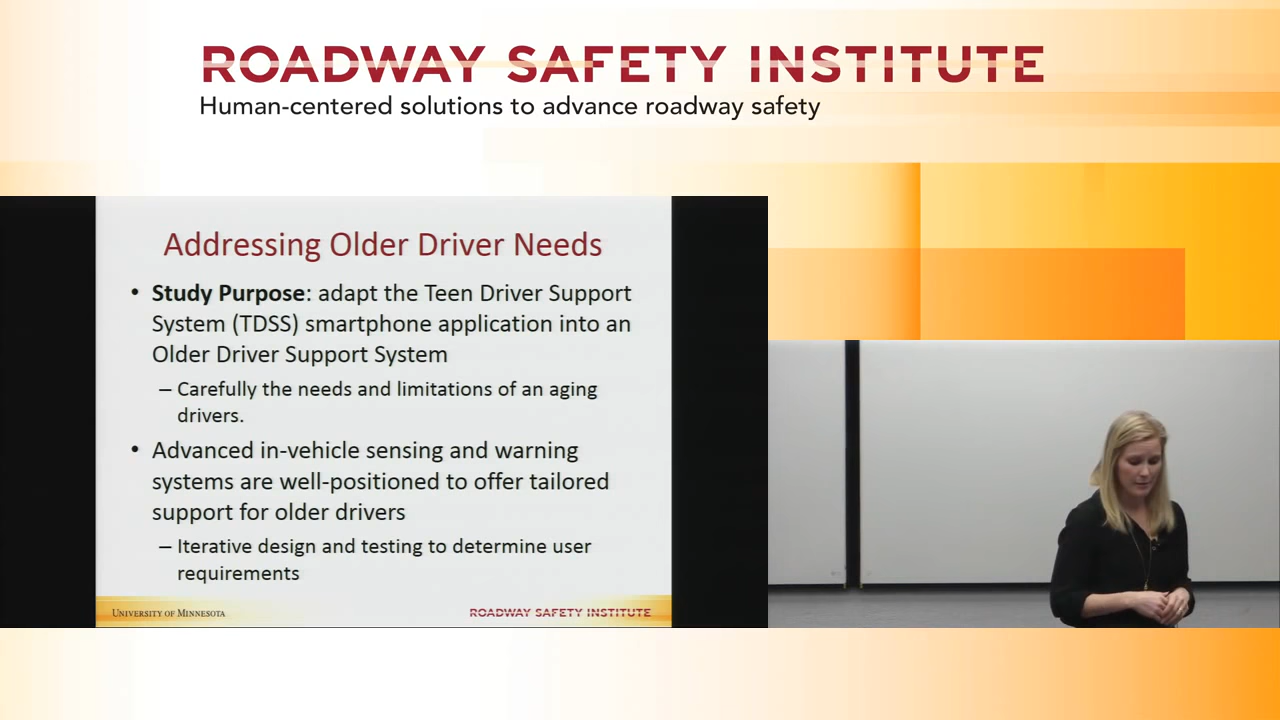 ROADWAY SAFETY INSTITUTE
Human-centered solutions to advance roadway safety
Addressing Older Driver Needs
• Study Purpose: adapt the Teen Driver Support
System (TDSS) smartphone application into an
Older Driver Support System
– Carefully the needs and limitations of an aging
drivers.
• Advanced in-vehicle sensing and warning
systems are well-positioned to offer tailored
support for older drivers
– Iterative design and testing to determine user
requirements
UNIVERSITY OF MINNESOTA
ROADWAY SAFETY INSTITUTE